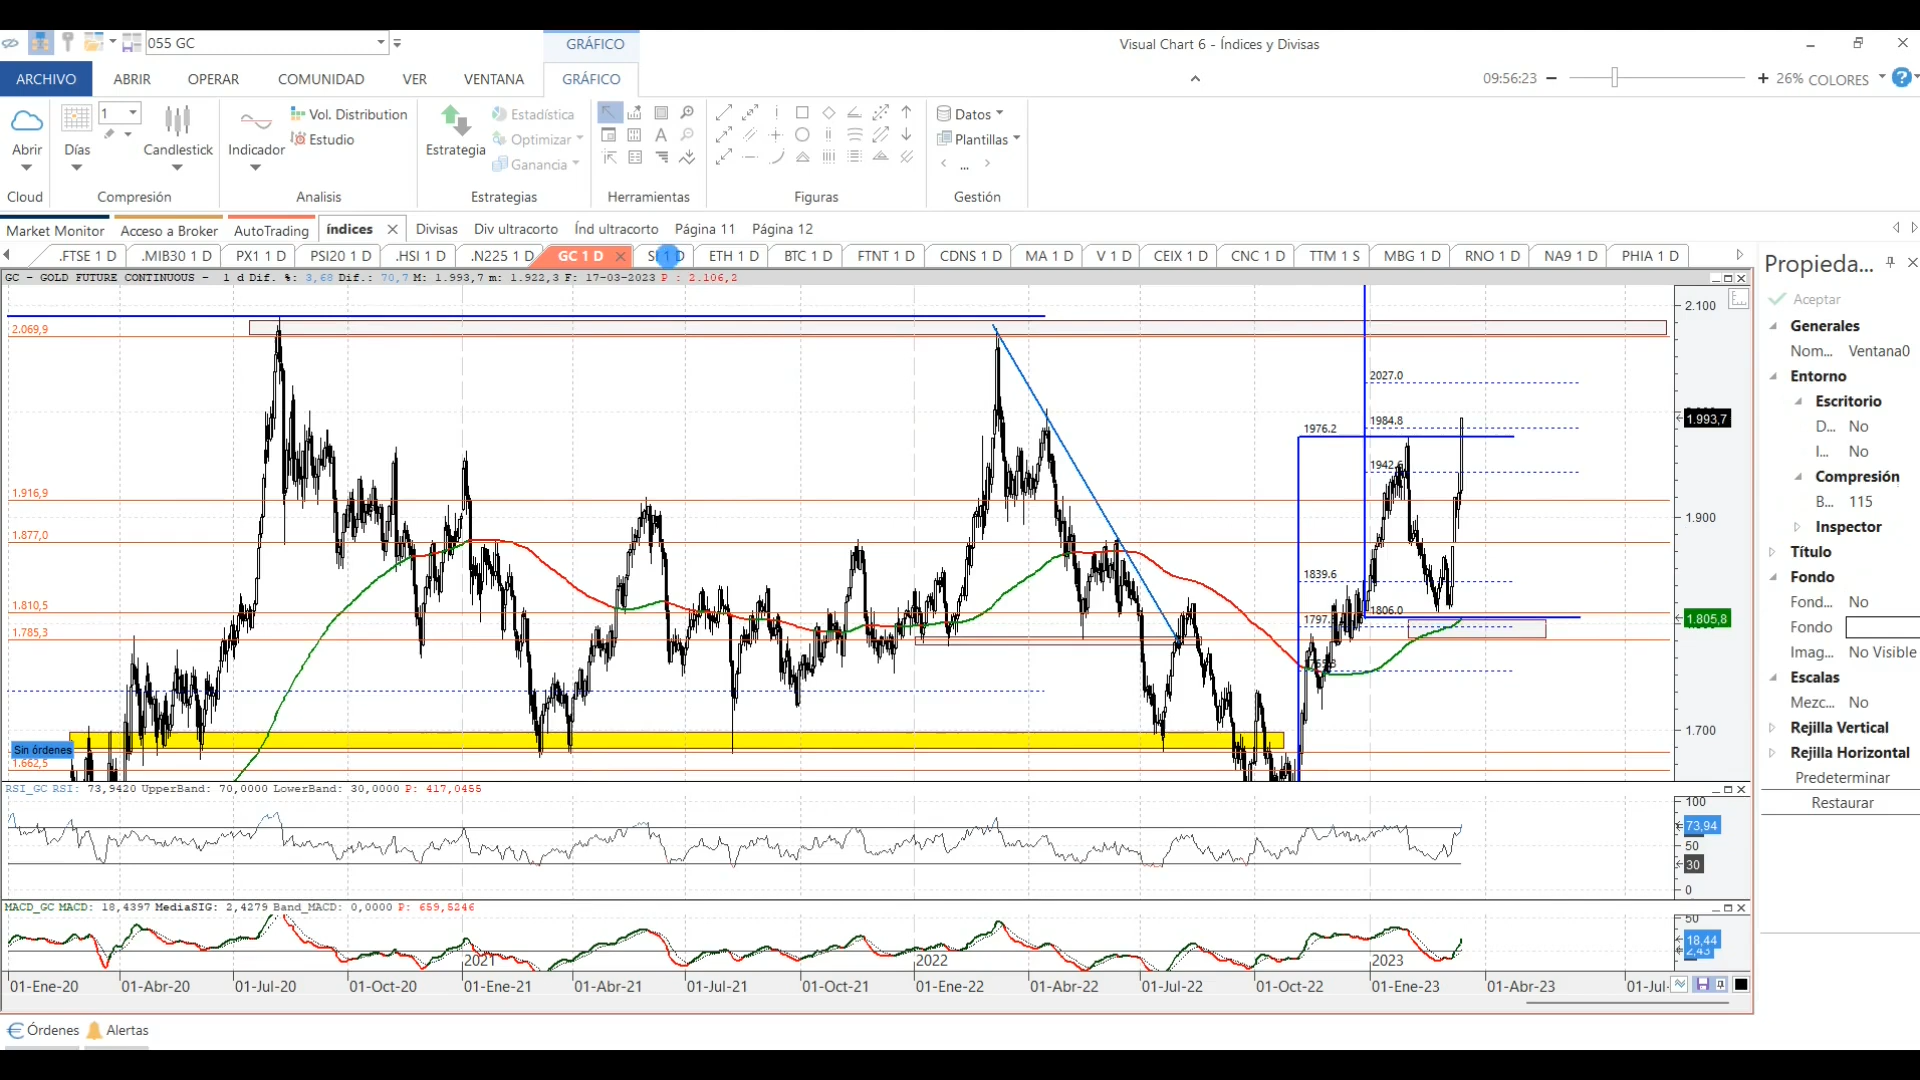 055 GC
GRÁFICO
Visual Chart 6 - Índices y Divisas
ARCHIVO ABRIR OPERAR COMUNIDAD VER VENTANA GRÁFICO 09:56:23 26% COLORES
1 Vol. Distribution Estadística Datos
Estudio Optimizar Plantillas
Abrir Días Candlestick Indicador Estrategia Ganancia ...
Cloud Compresión Analisis Estrategias Herramientas Figuras Gestión
Market Monitor Acceso a Broker AutoTrading índices Divisas Div ultracorto Índ ultracorto Página 11 Página 12
.FTSE 1 D .MIB30 1 D PX1 1 D PSI20 1 D .HSI 1 D .N225 1 D GC 1 D ETH 1 D BTC 1 D FTNT 1 D CDNS 1 D MA 1 D V 1 D CEIX 1 D CNC 1 D TTM 1 S MBG 1 D RNO 1 D NA9 1 D PHIA 1 D
GC - GOLD FUTURE CONTINUOUS - 1 d Dif. %: 3,68 Dif.: 70,7 M: 1.993,7 m: 1.922,3 F: 17-03-2023 P : 2.106,2
2.100
2.069,9
2027.0
1.993,7
1984.8
1976.2
1942.6
1.916,9
1.900
1.877,0
1839.6
1.810,5
1806.0
1.805,8
1.785,3
1.700
Sin órdenes
1.662,5
RSI_GC RSI: 73,9420 UpperBand: 70,0000 LowerBand: 30,0000 P: 417,0455
100
73,94
50
30
0
MACD_GC MACD: 18,4397 MediaSIG: 2,4279 Band_MACD: 0,0000 P: 659,5246
50
18,44
2,43
2021 2022 2023
01-Ene-20 01-Abr-20 01-Jul-20 01-Oct-20 01-Ene-21 01-Abr-21 01-Jul-21 01-Oct-21 01-Ene-22 01-Abr-22 01-Jul-22 01-Oct-22 01-Ene-23 01-Abr-23 01-Jul-
Propieda...
Aceptar
Generales
Nom... Ventana0
Entorno
Escritorio
D... No
I... No
Compresión
B... 115
Inspector
Título
Fondo
Fond... No
Fondo
Imag... No Visible
Escalas
Mezc... No
Rejilla Vertical
Rejilla Horizontal
Predeterminar
Restaurar
Órdenes Alertas